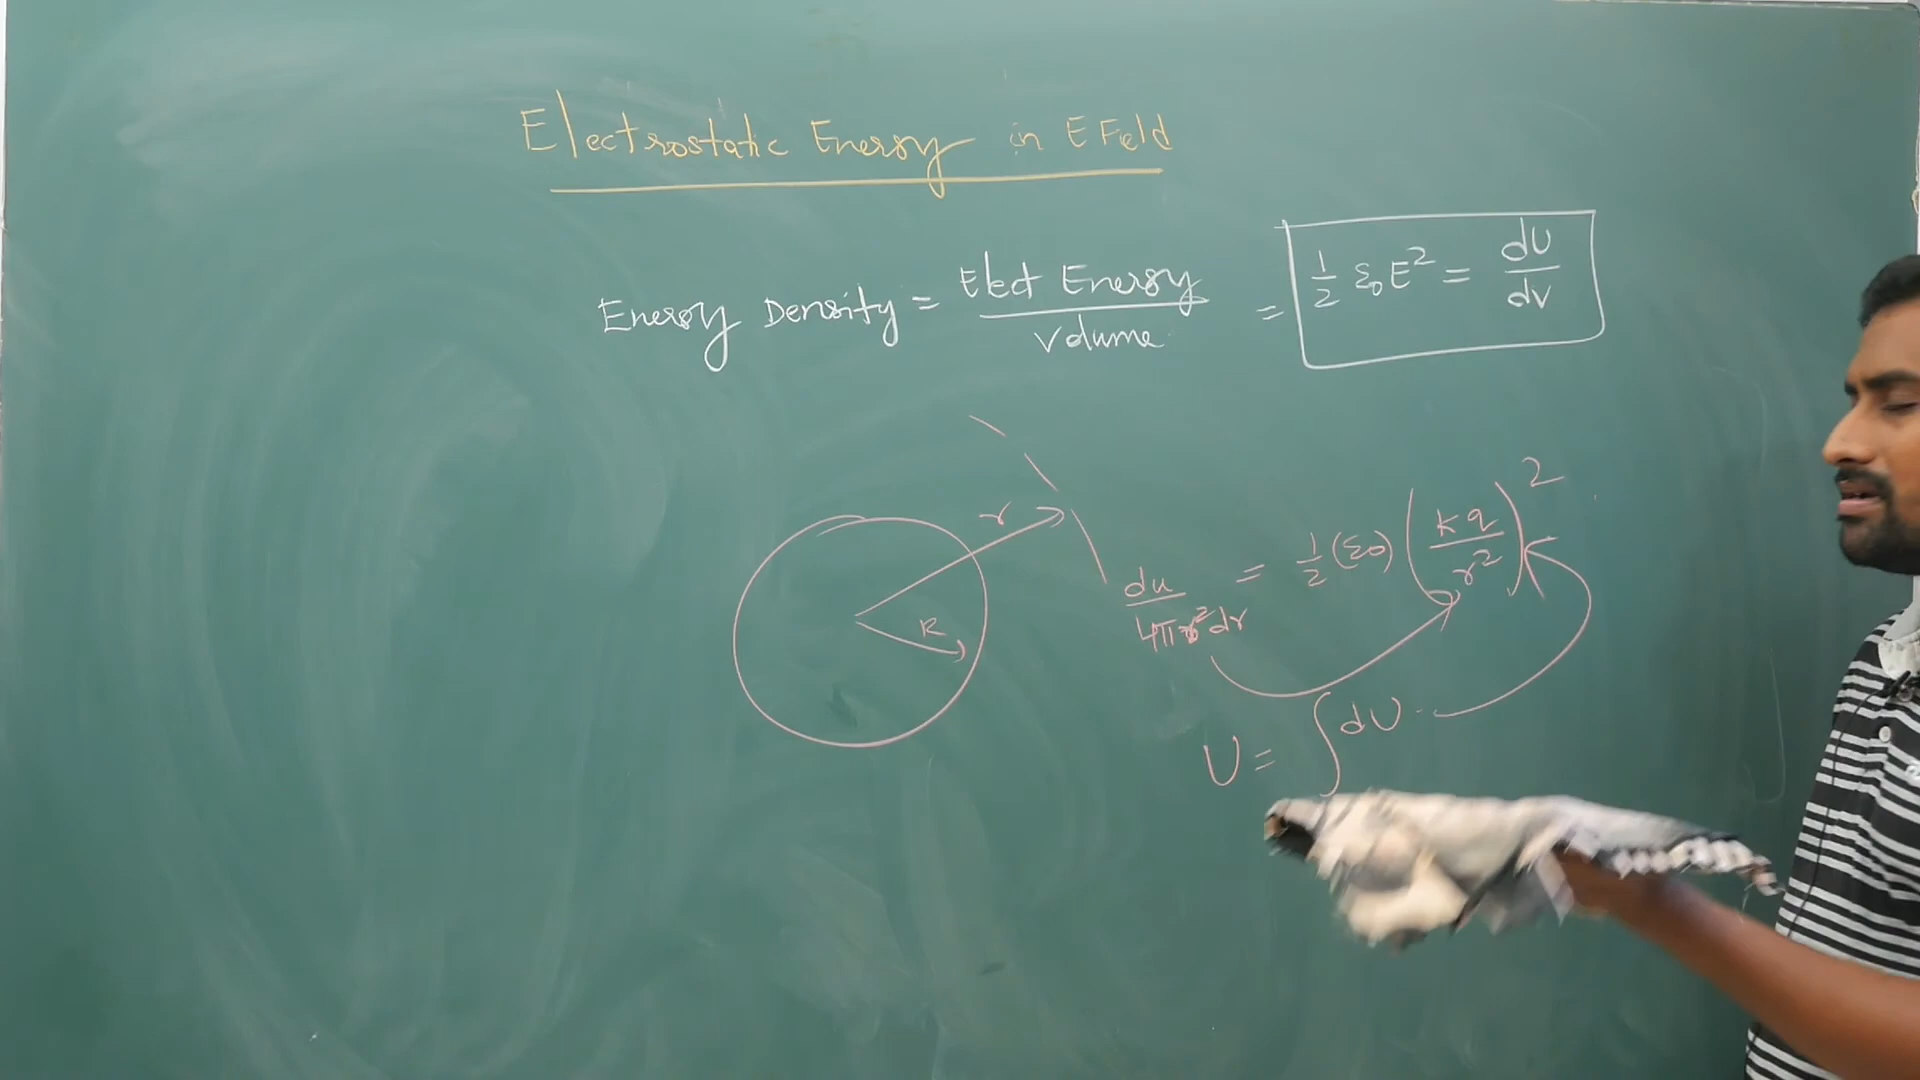 Electrostatic Energy in E Field
Energy Density = Elect Energy / Volume = 1/2 ε₀E² = dU/dV
r
R
du / 4πr²dr = 1/2 (ε₀) (kq/r²)²
U = ∫dU